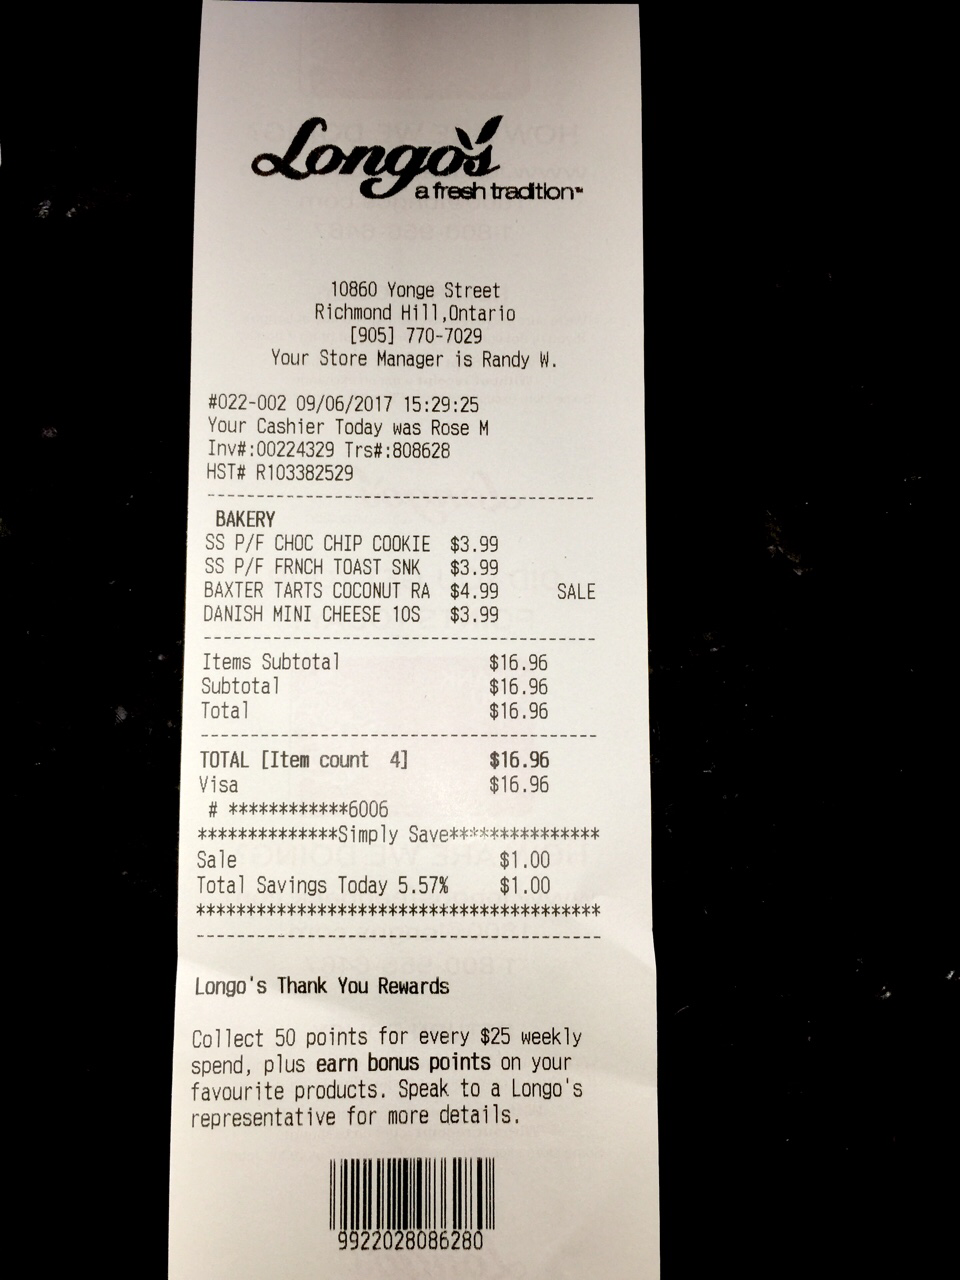 Longo's
a fresh tradition™
10860 Yonge Street
Richmond Hill,Ontario
[905] 770-7029
Your Store Manager is Randy W.
#022-002 09/06/2017 15:29:25
Your Cashier Today was Rose M
Inv#:00224329 Trs#:808628
HST# R103382529
---------------------------------------
BAKERY
SS P/F CHOC CHIP COOKIE $3.99
SS P/F FRNCH TOAST SNK $3.99
BAXTER TARTS COCONUT RA $4.99 SALE
DANISH MINI CHEESE 10S $3.99
---------------------------------------
Items Subtotal $16.96
Subtotal $16.96
Total $16.96
---------------------------------------
TOTAL [Item count 4] $16.96
Visa $16.96
# ************6006
**************Simply Save***************
Sale $1.00
Total Savings Today 5.57% $1.00
****************************************
---------------------------------------
Longo's Thank You Rewards
Collect 50 points for every $25 weekly
spend, plus earn bonus points on your
favourite products. Speak to a Longo's
representative for more details.
9922028086280